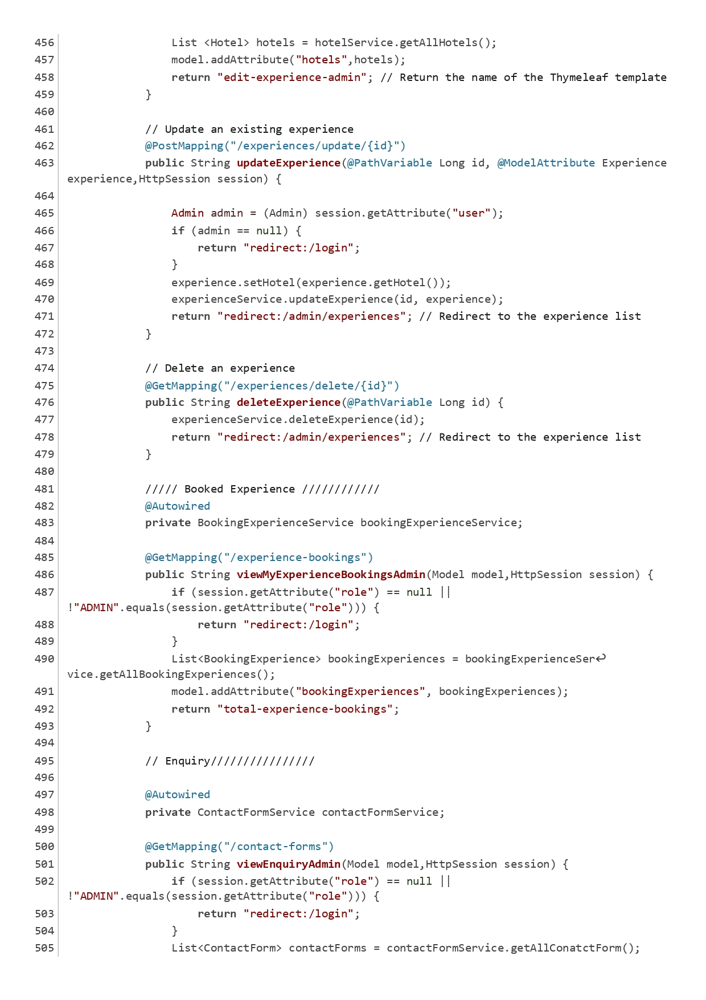 456                 List <Hotel> hotels = hotelService.getAllHotels();
457                 model.addAttribute("hotels",hotels);
458                 return "edit-experience-admin"; // Return the name of the Thymeleaf template
459             }
460
461             // Update an existing experience
462             @PostMapping("/experiences/update/{id}")
463             public String updateExperience(@PathVariable Long id, @ModelAttribute Experience
experience,HttpSession session) {
464
465                 Admin admin = (Admin) session.getAttribute("user");
466                 if (admin == null) {
467                     return "redirect:/login";
468                 }
469                 experience.setHotel(experience.getHotel());
470                 experienceService.updateExperience(id, experience);
471                 return "redirect:/admin/experiences"; // Redirect to the experience list
472             }
473
474             // Delete an experience
475             @GetMapping("/experiences/delete/{id}")
476             public String deleteExperience(@PathVariable Long id) {
477                 experienceService.deleteExperience(id);
478                 return "redirect:/admin/experiences"; // Redirect to the experience list
479             }
480
481             ///// Booked Experience ////////////
482             @Autowired
483             private BookingExperienceService bookingExperienceService;
484
485             @GetMapping("/experience-bookings")
486             public String viewMyExperienceBookingsAdmin(Model model,HttpSession session) {
487                 if (session.getAttribute("role") == null ||
!"ADMIN".equals(session.getAttribute("role"))) {
488                     return "redirect:/login";
489                 }
490                 List<BookingExperience> bookingExperiences = bookingExperienceSer↩
vice.getAllBookingExperiences();
491                 model.addAttribute("bookingExperiences", bookingExperiences);
492                 return "total-experience-bookings";
493             }
494
495             // Enquiry////////////////
496
497             @Autowired
498             private ContactFormService contactFormService;
499
500             @GetMapping("/contact-forms")
501             public String viewEnquiryAdmin(Model model,HttpSession session) {
502                 if (session.getAttribute("role") == null ||
!"ADMIN".equals(session.getAttribute("role"))) {
503                     return "redirect:/login";
504                 }
505                 List<ContactForm> contactForms = contactFormService.getAllConatctForm();